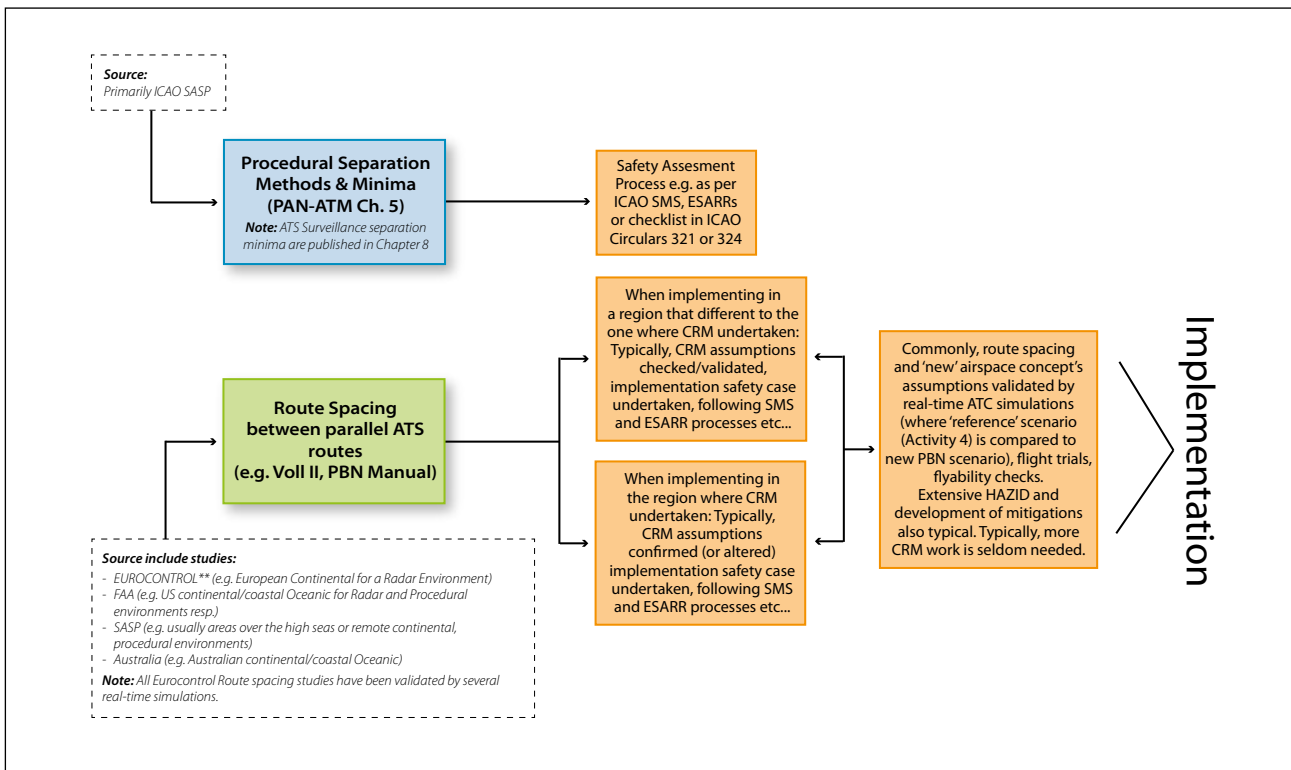 Source:
Primarily ICAO SASP
Procedural Separation
Methods & Minima
(PAN-ATM Ch. 5)
Note: ATS Surveillance separation
minima are published in Chapter 8
Safety Assesment
Process e.g. as per
ICAO SMS, ESARRs
or checklist in ICAO
Circulars 321 or 324
Route Spacing
between parallel ATS
routes
(e.g. Voll II, PBN Manual)
When implementing in
a region that different to the
one where CRM undertaken:
Typically, CRM assumptions
checked/validated,
implementation safety case
undertaken, following SMS
and ESARR processes etc...
When implementing in
the region where CRM
undertaken: Typically,
CRM assumptions
confirmed (or altered)
implementation safety case
undertaken, following SMS
and ESARR processes etc...
Commonly, route spacing
and ‘new’ airspace concept’s
assumptions validated by
real-time ATC simulations
(where ‘reference’ scenario
(Activity 4) is compared to
new PBN scenario), flight trials,
flyability checks.
Extensive HAZID and
development of mitigations
also typical. Typically, more
CRM work is seldom needed.
Implementation
Source include studies:
- EUROCONTROL** (e.g. European Continental for a Radar Environment)
- FAA (e.g. US continental/coastal Oceanic for Radar and Procedural
environments resp.)
- SASP (e.g. usually areas over the high seas or remote continental,
procedural environments)
- Australia (e.g. Australian continental/coastal Oceanic)
Note: All Eurocontrol Route spacing studies have been validated by several
real-time simulations.